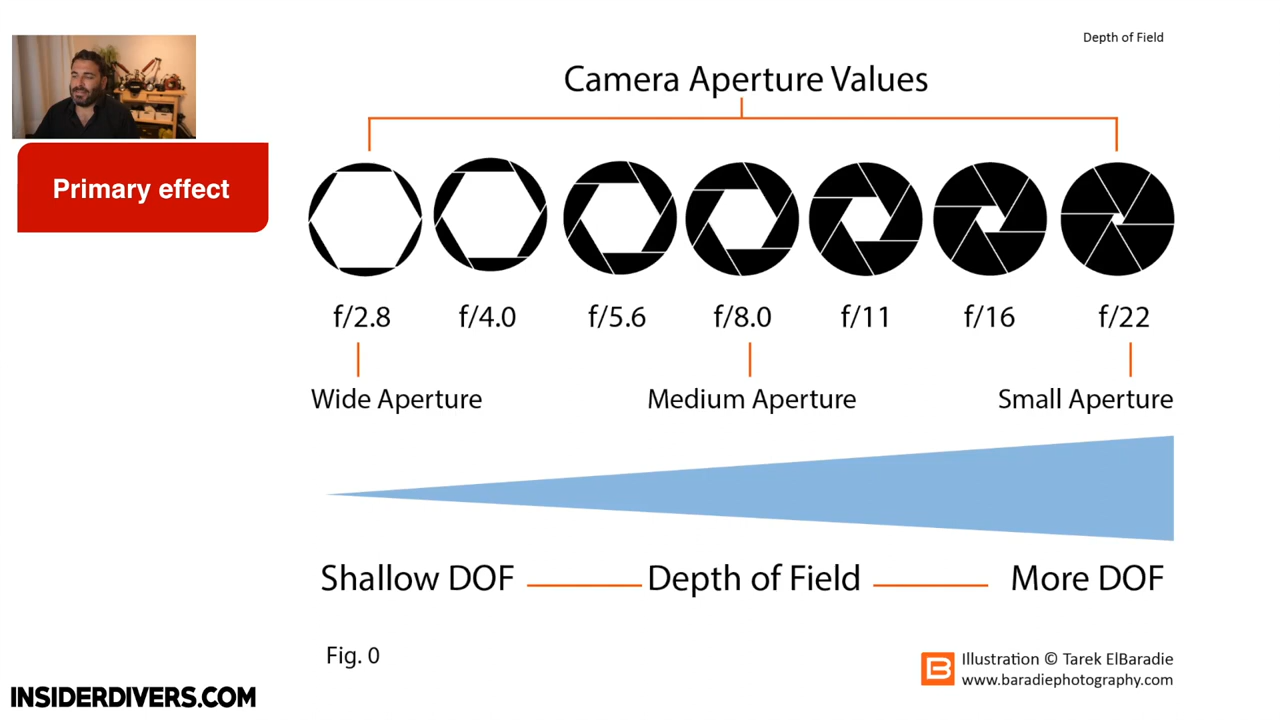 Depth of Field
Camera Aperture Values
Primary effect
f/2.8 f/4.0 f/5.6 f/8.0 f/11 f/16 f/22
Wide Aperture Medium Aperture Small Aperture
Shallow DOF Depth of Field More DOF
Fig. 0
B
Illustration © Tarek ElBaradie
www.baradiephotography.com
INSIDERDIVERS.COM